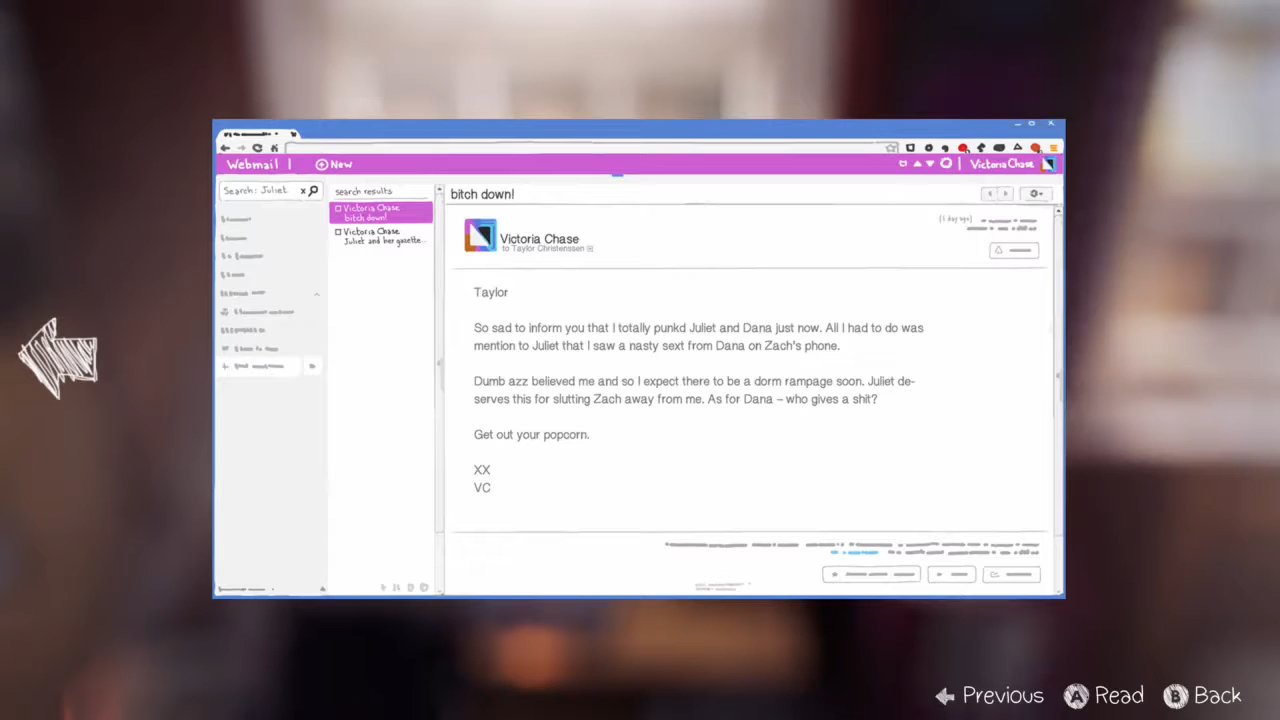 Webmail
New
Victoria Chase
Search: Juliet
x
search results
Victoria Chase
bitch down!
Victoria Chase
Juliet and her gazette...
bitch down!
Victoria Chase
to Taylor Christenssen
(1 day ago)
Taylor
So sad to inform you that I totally punkd Juliet and Dana just now. All I had to do was
mention to Juliet that I saw a nasty sext from Dana on Zach's phone.
Dumb azz believed me and so I expect there to be a dorm rampage soon. Juliet de-
serves this for slutting Zach away from me. As for Dana – who gives a shit?
Get out your popcorn.
XX
VC
Previous
A Read
B Back